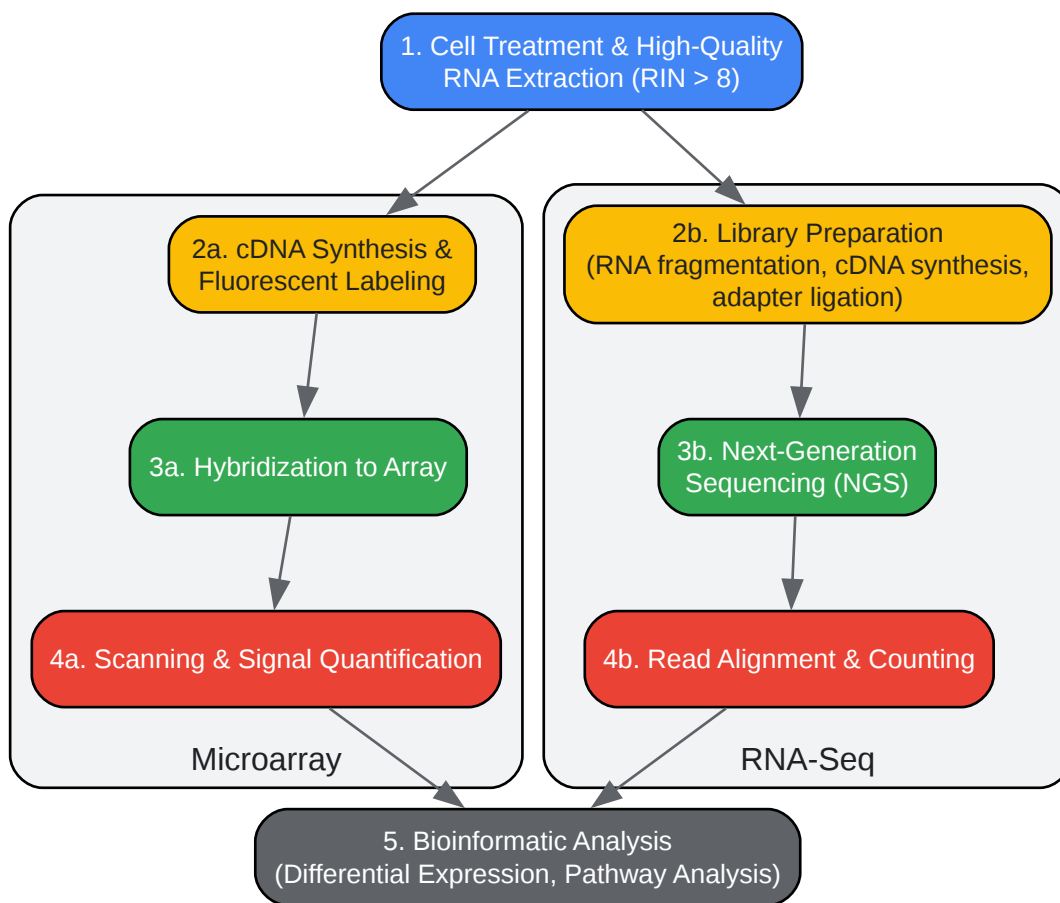 1. Cell Treatment & High-Quality
RNA Extraction (RIN > 8)
2a. cDNA Synthesis &
Fluorescent Labeling
3a. Hybridization to Array
4a. Scanning & Signal Quantification
Microarray
2b. Library Preparation
(RNA fragmentation, cDNA synthesis,
adapter ligation)
3b. Next-Generation
Sequencing (NGS)
4b. Read Alignment & Counting
RNA-Seq
5. Bioinformatic Analysis
(Differential Expression, Pathway Analysis)